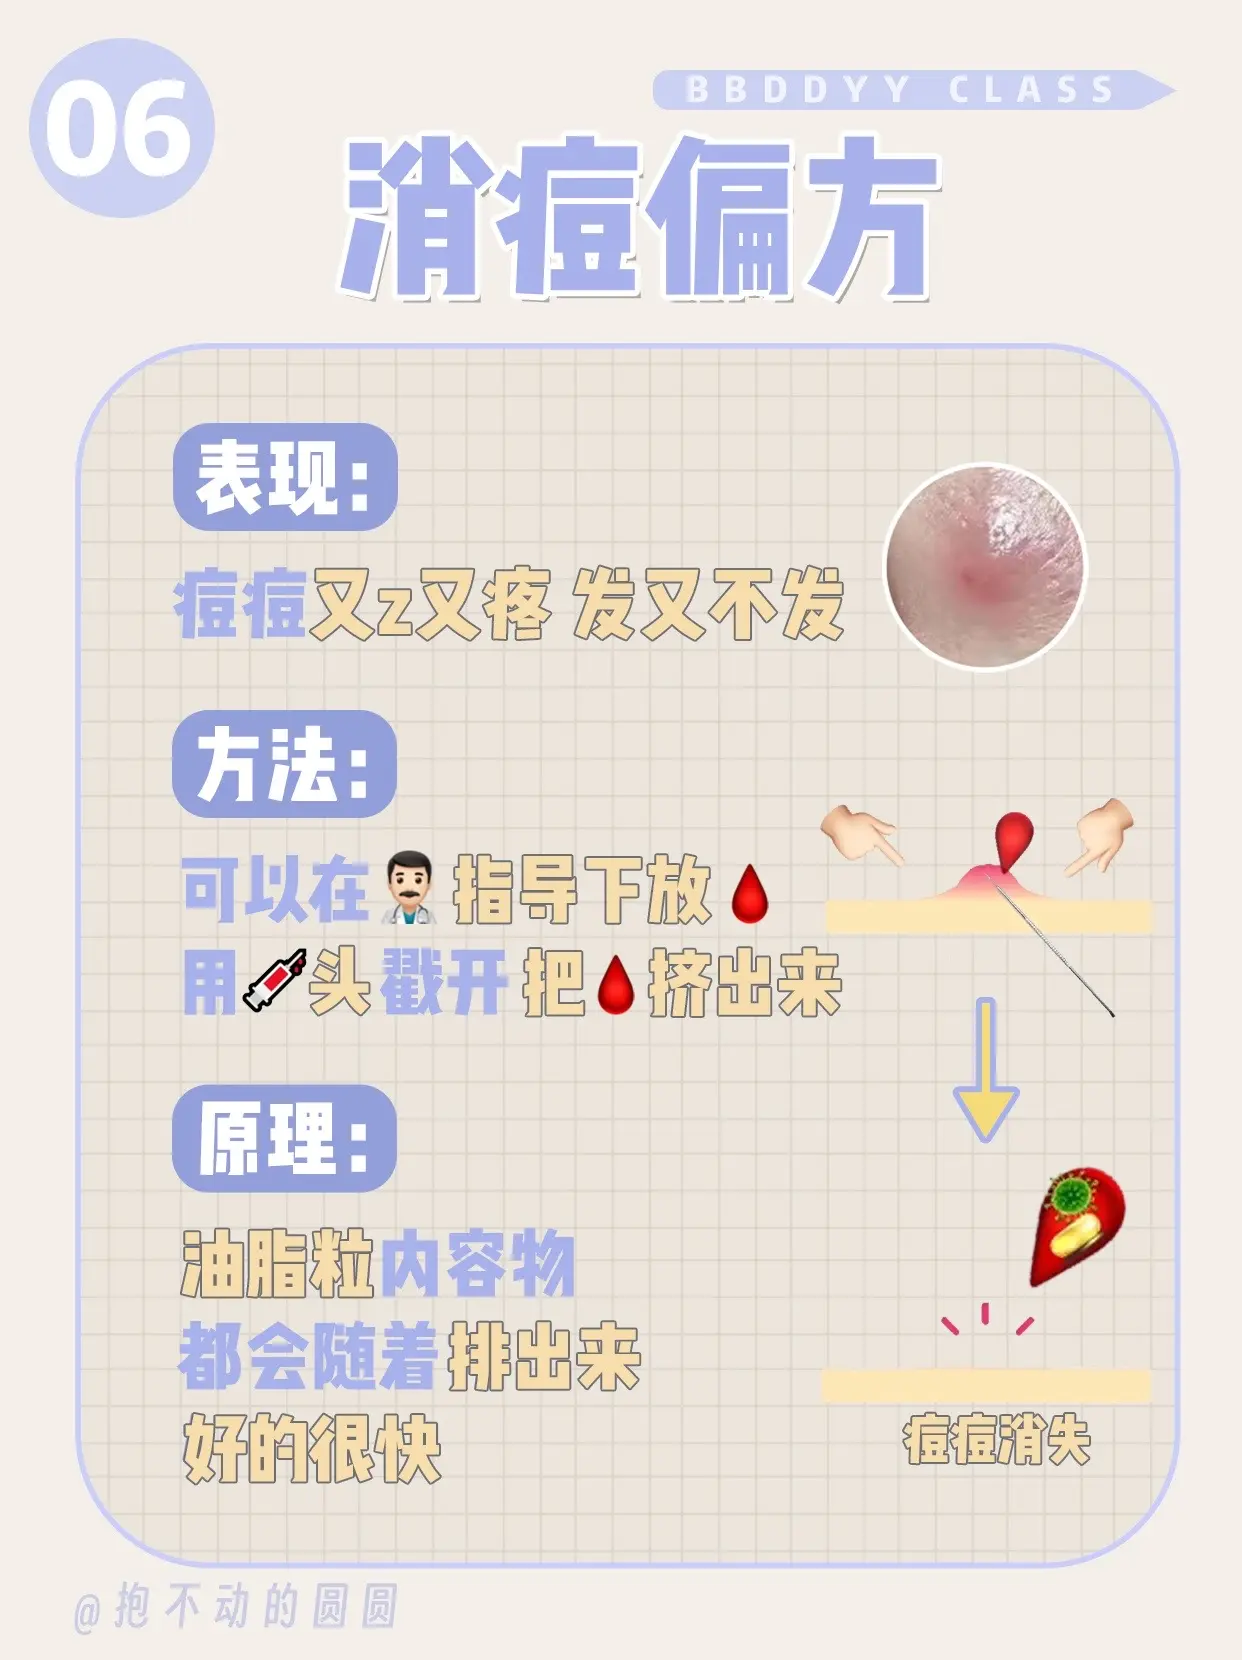 06
BBDDYY CLASS
消痘偏方
表现:
痘痘又z又疼 发又不发
方法:
可以在👨🏻‍⚕️指导下放🩸
用💉头戳开把🩸挤出来
原理:
油脂粒内容物
都会随着排出来
好的很快
痘痘消失
@抱不动的圆圆